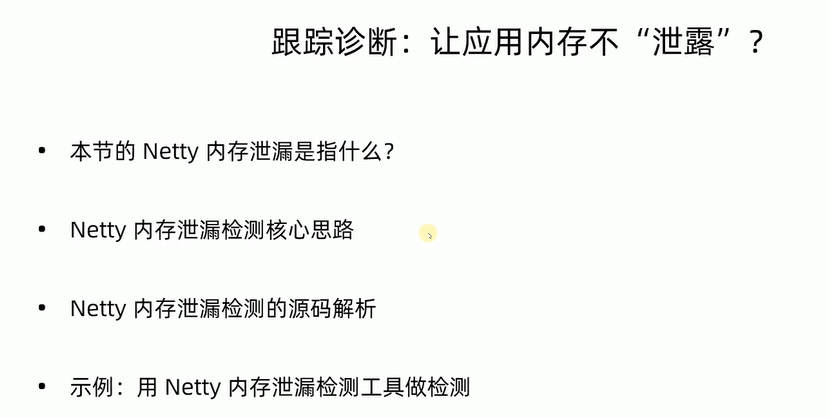 跟踪诊断：让应用内存不“泄露”？
• 本节的 Netty 内存泄漏是指什么？
• Netty 内存泄漏检测核心思路
• Netty 内存泄漏检测的源码解析
• 示例：用 Netty 内存泄漏检测工具做检测